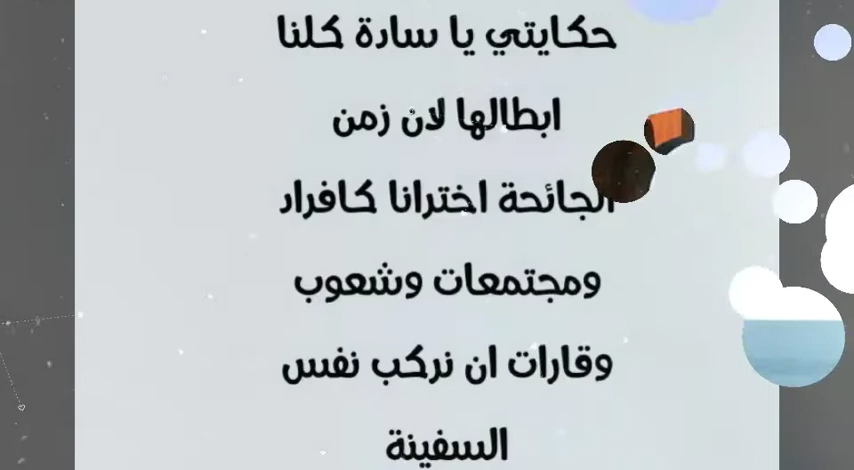 حكايتي يا سادة كلنا
ابطالها لان زمن
الجائحة اخترانا كافراد
ومجتمعات وشعوب
وقارات ان نركب نفس
السفينة